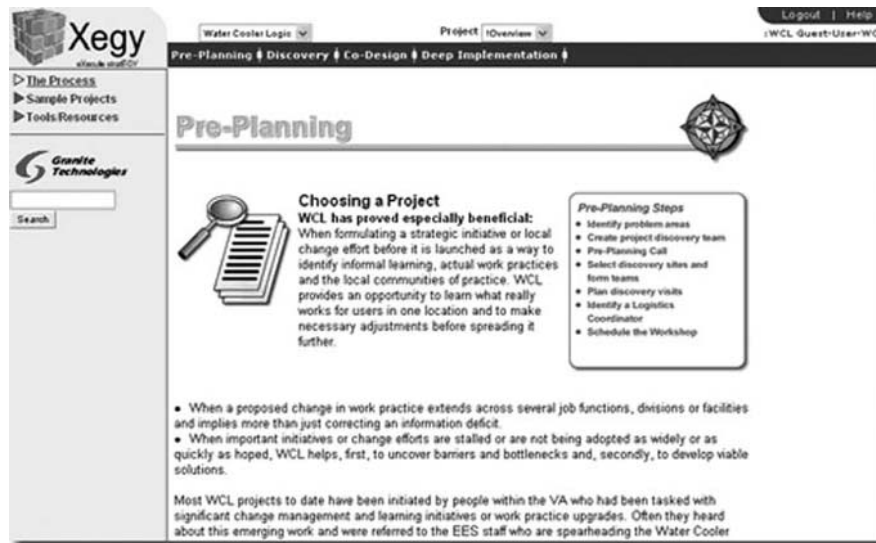 Logout | Help
Xegy
eXecute stratEGY
Water Cooler Logic
Project !Overview
:WCL Guest-User-WC
Pre-Planning Discovery Co-Design Deep Implementation
The Process
Sample Projects
Tools/Resources
Granite
Technologies
Search
Pre-Planning
Choosing a Project
WCL has proved especially beneficial:
When formulating a strategic initiative or local
change effort before it is launched as a way to
identify informal learning, actual work practices
and the local communities of practice. WCL
provides an opportunity to learn what really
works for users in one location and to make
necessary adjustments before spreading it
further.
Pre-Planning Steps
• Identify problem areas
• Create project discovery team
• Pre-Planning Call
• Select discovery sites and
form teams
• Plan discovery visits
• Identify a Logistics
Coordinator
• Schedule the Workshop
• When a proposed change in work practice extends across several job functions, divisions or facilities
and implies more than just correcting an information deficit.
• When important initiatives or change efforts are stalled or are not being adopted as widely or as
quickly as hoped, WCL helps, first, to uncover barriers and bottlenecks and, secondly, to develop viable
solutions.
Most WCL projects to date have been initiated by people within the VA who had been tasked with
significant change management and learning initiatives or work practice upgrades. Often they heard
about this emerging work and were referred to the EES staff who are spearheading the Water Cooler